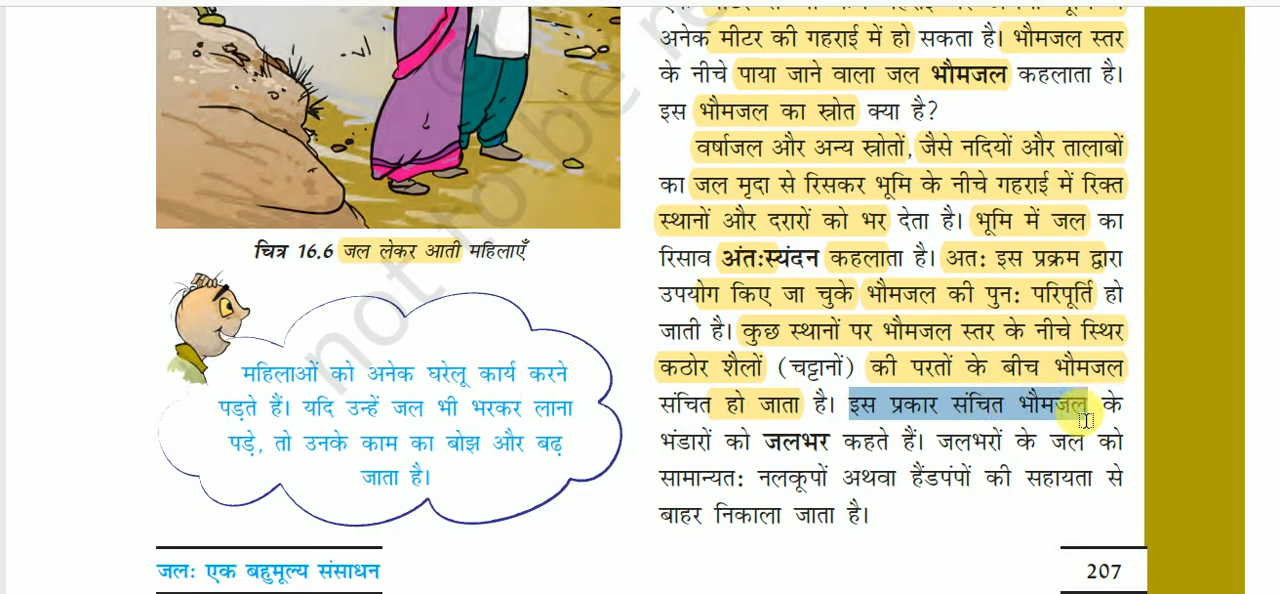 चित्र 16.6 जल लेकर आती महिलाएँ
महिलाओं को अनेक घरेलू कार्य करने
पड़ते हैं। यदि उन्हें जल भी भरकर लाना
पड़े, तो उनके काम का बोझ और बढ़
जाता है।
अनेक मीटर की गहराई में हो सकता है। भौमजल स्तर
के नीचे पाया जाने वाला जल भौमजल कहलाता है।
इस भौमजल का स्रोत क्या है?
वर्षाजल और अन्य स्रोतों, जैसे नदियों और तालाबों
का जल मृदा से रिसकर भूमि के नीचे गहराई में रिक्त
स्थानों और दरारों को भर देता है। भूमि में जल का
रिसाव अंतःस्यंदन कहलाता है। अत: इस प्रक्रम द्वारा
उपयोग किए जा चुके भौमजल की पुन: परिपूर्ति हो
जाती है। कुछ स्थानों पर भौमजल स्तर के नीचे स्थिर
कठोर शैलों (चट्टानों) की परतों के बीच भौमजल
संचित हो जाता है। इस प्रकार संचित भौमजल के
भंडारों को जलभर कहते हैं। जलभरों के जल को
सामान्यत: नलकूपों अथवा हैंडपंपों की सहायता से
बाहर निकाला जाता है।
जल: एक बहुमूल्य संसाधन
207
not to be re